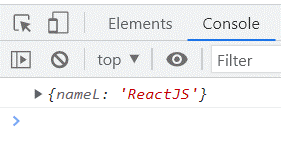 Elements Console
top Filter
{nameL: 'ReactJS'}